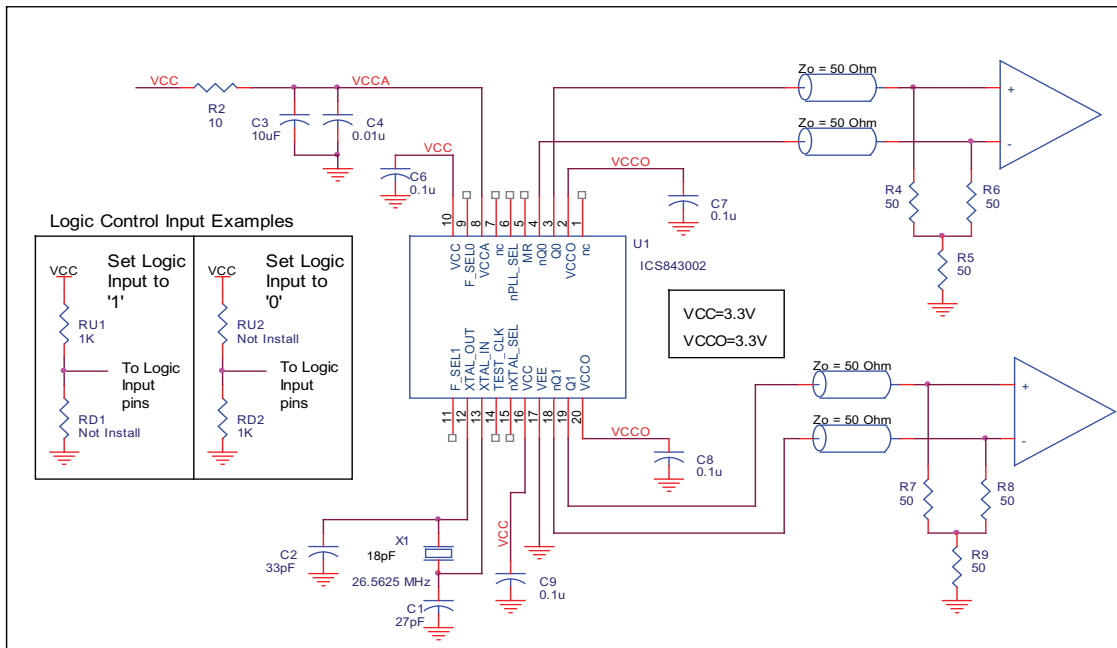 VCC
R2
10
VCCA
C3
10uF
C4
0.01u
VCC
C6
0.1u
VCCO
C7
0.1u
Zo = 50 Ohm
Zo = 50 Ohm
+
-
R4
50
R6
50
R5
50
Logic Control Input Examples
VCC
Set Logic
Input to
'1'
RU1
1K
To Logic
Input
pins
RD1
Not Install
VCC
Set Logic
Input to
'0'
RU2
Not Install
To Logic
Input
pins
RD2
1K
10
9
8
7
6
5
4
3
2
1
VCC
F_SEL0
VCCA
nc
nPLL_SEL
MR
nQ0
Q0
VCCO
nc
U1
ICS843002
F_SEL1
XTAL_OUT
XTAL_IN
TEST_CLK
nXTAL_SEL
VCC
VEE
nQ1
Q1
VCCO
11
12
13
14
15
16
17
18
19
20
VCC=3.3V
VCCO=3.3V
VCCO
C8
0.1u
Zo = 50 Ohm
Zo = 50 Ohm
+
-
R7
50
R8
50
R9
50
C2
33pF
X1
18pF
26.5625 MHz
C1
27pF
VCC
C9
0.1u